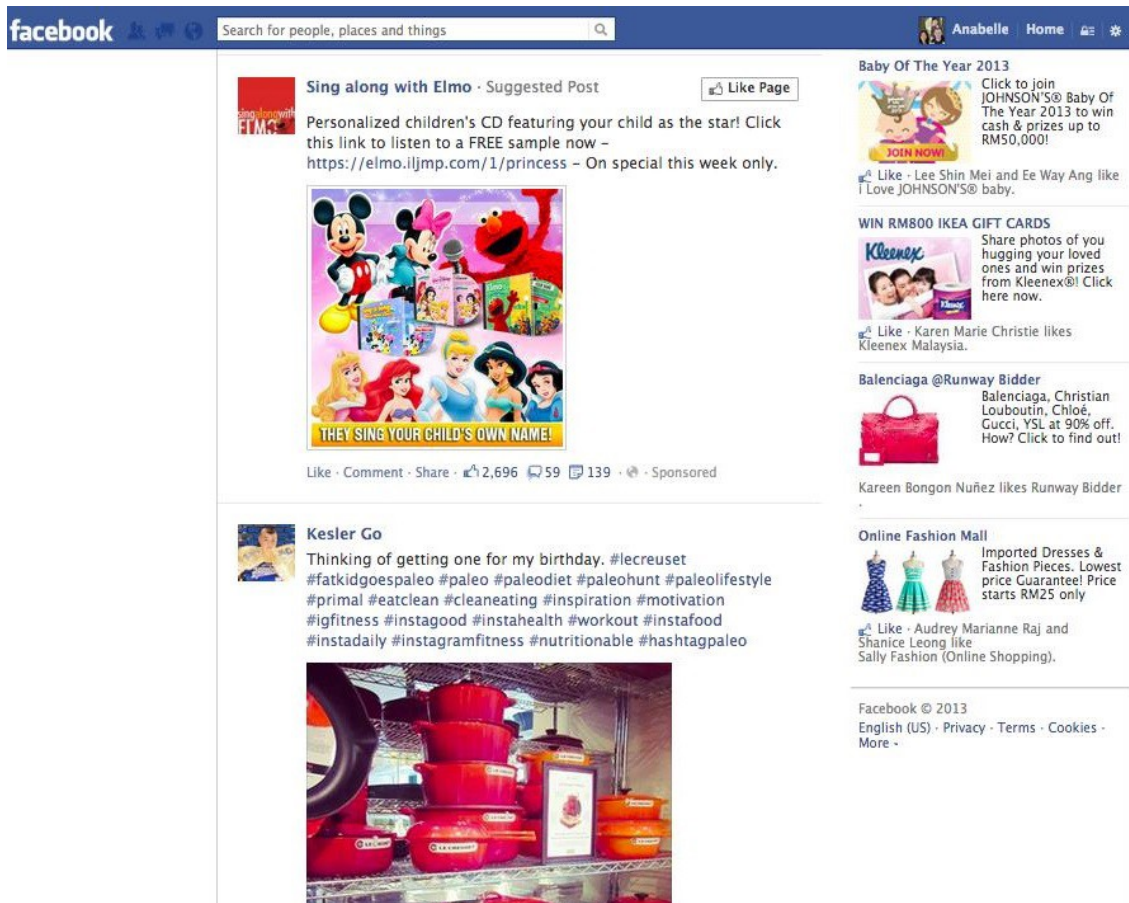 facebook
Search for people, places and things
Anabelle Home
Sing along with Elmo · Suggested Post
Like Page
singalongwith
ELMO
Personalized children's CD featuring your child as the star! Click
this link to listen to a FREE sample now –
https://elmo.iljmp.com/1/princess – On special this week only.
THEY SING YOUR CHILD'S OWN NAME!
Like · Comment · Share · 2,696 59 139 · · Sponsored
Kesler Go
Thinking of getting one for my birthday. #lecreuset
#fatkidgoespaleo #paleo #paleodiet #paleohunt #paleolifestyle
#primal #eatclean #cleaneating #inspiration #motivation
#igfitness #instagood #instahealth #workout #instafood
#instadaily #instagramfitness #nutritionable #hashtagpaleo
LE CREUSET
LE CREUSET
Baby Of The Year 2013
JOIN NOW!
Click to join
JOHNSON'S® Baby Of
The Year 2013 to win
cash & prizes up to
RM50,000!
Like · Lee Shin Mei and Ee Way Ang like
i Love JOHNSON'S® baby.
WIN RM800 IKEA GIFT CARDS
Kleenex
Kleenex
Share photos of you
hugging your loved
ones and win prizes
from Kleenex®! Click
here now.
Like · Karen Marie Christie likes
Kleenex Malaysia.
Balenciaga @Runway Bidder
Balenciaga, Christian
Louboutin, Chloé,
Gucci, YSL at 90% off.
How? Click to find out!
Kareen Bongon Nuñez likes Runway Bidder
.
Online Fashion Mall
Imported Dresses &
Fashion Pieces. Lowest
price Guarantee! Price
starts RM25 only
Like · Audrey Marianne Raj and
Shanice Leong like
Sally Fashion (Online Shopping).
Facebook © 2013
English (US) · Privacy · Terms · Cookies ·
More